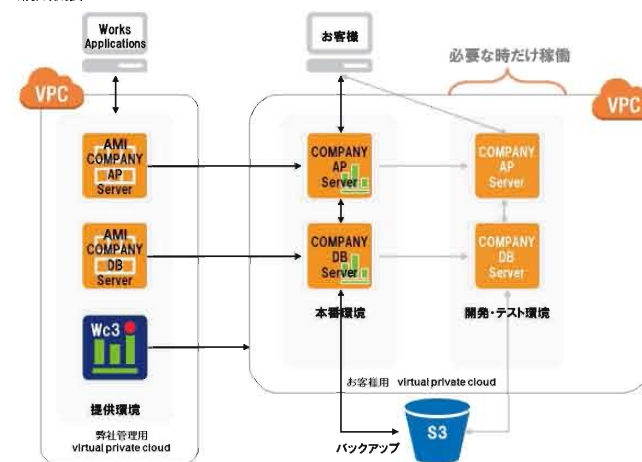 Works
Applications
お客様
必要な時だけ稼働
VPC
VPC
AMI
COMPANY
AP
Server
COMPANY
AP
Server
COMPANY
AP
Server
AMI
COMPANY
DB
Server
COMPANY
DB
Server
COMPANY
DB
Server
本番環境
開発・テスト環境
Wc3
お客様用 virtual private cloud
提供環境
弊社管理用
virtual private cloud
バックアップ
S3